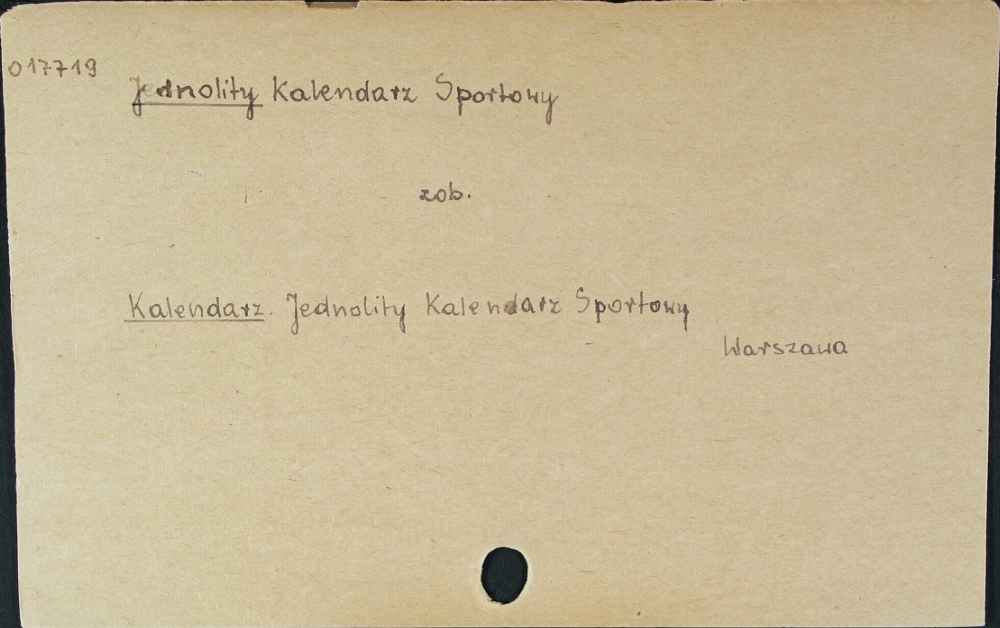 017719
Jednolity Kalendarz Sportowy
zob.
Kalendarz. Jednolity Kalendarz Sportowy
Warszawa